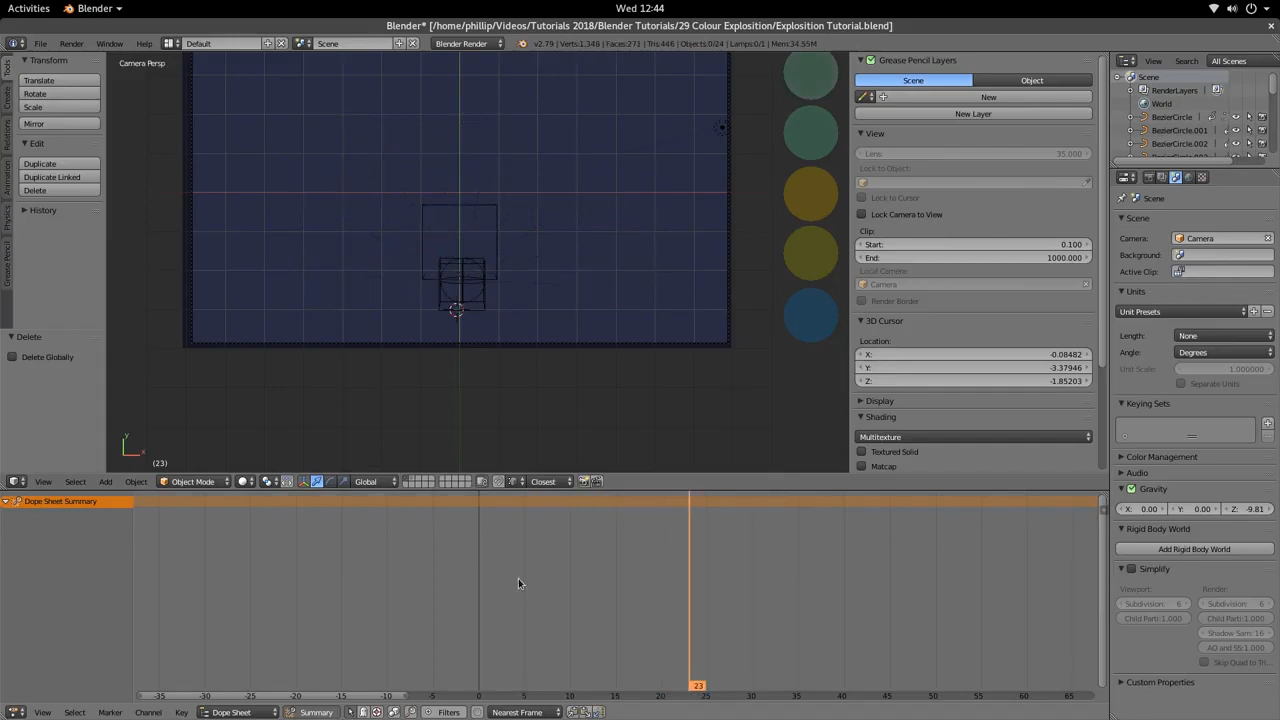 Activities Blender Wed 12:44
Blender* [/home/phillip/Videos/Tutorials 2018/Blender Tutorials/29 Colour Exposition/Exposition Tutorial.blend]
File Render Window Help Default Scene Blender Render v2.79 | Verts:1,348 | Faces:271 | Tris:446 | Objects:0/24 | Lamps:0/1 | Mem:34.55M
View Search All Scenes
Tools
Create
Relations
Animation
Physics
Grease Pencil
Transform
Translate
Rotate
Scale
Mirror
Edit
Duplicate
Duplicate Linked
Delete
History
Delete
Delete Globally
Camera Persp
y
x
(23)
Grease Pencil Layers
Scene Object
New
New Layer
View
Lens: 35.000
Lock to Object:
Lock to Cursor
Lock Camera to View
Clip:
Start: 0.100
End: 1000.000
Local Camera:
Camera
Render Border
3D Cursor
Location:
X: -0.08482
Y: -3.37946
Z: -1.85203
Display
Shading
Multitexture
Textured Solid
Matcap
Scene
RenderLayers
World
BezierCircle
BezierCircle.001
BezierCircle.002
Scene
Scene
Camera: Camera
Background:
Active Clip:
Units
Unit Presets
Length: None
Angle: Degrees
Unit Scale: 1.000000
Separate Units
Keying Sets
Color Management
Audio
Gravity
X: 0.00 Y: 0.00 Z: -9.81
Rigid Body World
Add Rigid Body World
Simplify
Viewport: Render:
Subdivision: 6 Subdivision: 6
Child Parti:1.000 Child Parti:1.000
Shadow Sam: 16
AO and SS:1.000
Skip Quad to Tri...
Custom Properties
View Select Add Object Object Mode Global Closest
Dope Sheet Summary
23
-35 -30 -25 -20 -15 -10 -5 0 5 10 15 20 25 30 35 40 45 50 55 60 65
View Select Marker Channel Key Dope Sheet Summary Filters Nearest Frame